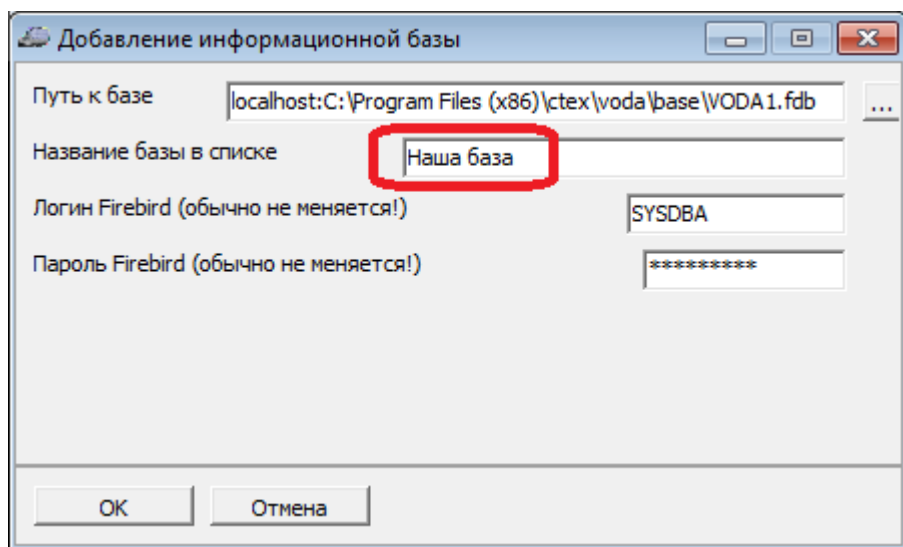 Добавление информационной базы
Путь к базе localhost:C:\Program Files (x86)\ctex\voda\base\VODA1.fdb ...
Название базы в списке Наша база
Логин Firebird (обычно не меняется!) SYSDBA
Пароль Firebird (обычно не меняется!) *********
OK Отмена